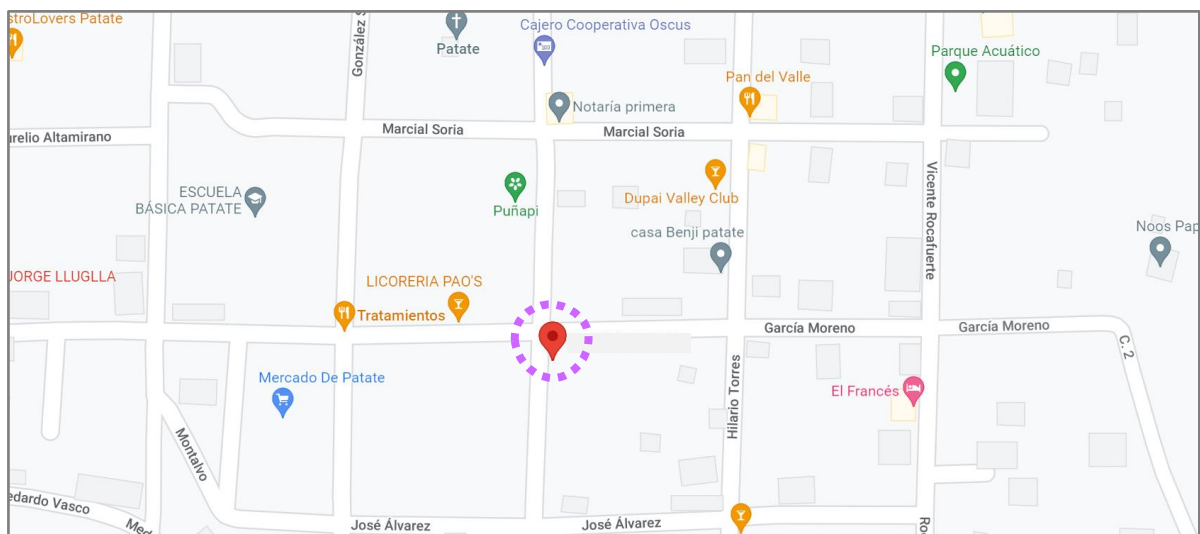 stroLovers Patate
González S
Patate
Cajero Cooperativa Oscus
Parque Acuático
Pan del Valle
Notaría primera
urelio Altamirano
Marcial Soria
Marcial Soria
ESCUELA
BÁSICA PATATE
Puñapi
Dupai Valley Club
Vicente Rocafuerte
casa Benji patate
Noos Pap
JORGE LLUGLLA
LICORERIA PAO'S
Tratamientos
García Moreno
García Moreno
C. 2
Mercado De Patate
Hilario Torres
El Francés
Montalvo
edardo Vasco
Med
José Álvarez
José Álvarez
Ro